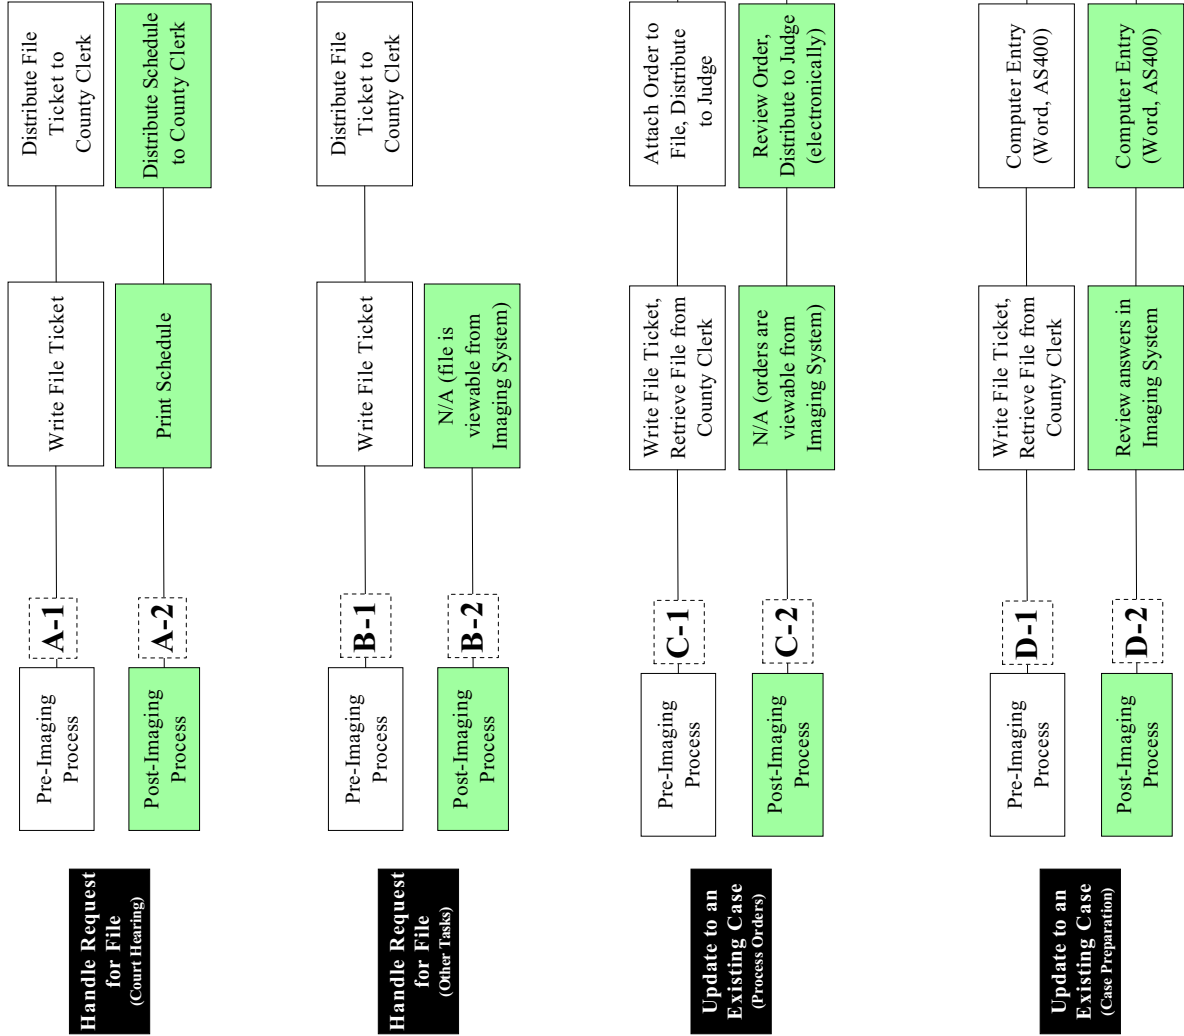 Handle Request
for File
(Court Hearing)
Pre-Imaging
Process
A-1
Write File Ticket
Distribute File
Ticket to
County Clerk
Post-Imaging
Process
A-2
Print Schedule
Distribute Schedule
to County Clerk
Handle Request
for File
(Other Tasks)
Pre-Imaging
Process
B-1
Write File Ticket
Distribute File
Ticket to
County Clerk
Post-Imaging
Process
B-2
N/A (file is
viewable from
Imaging System)
Update to an
Existing Case
(Process Orders)
Pre-Imaging
Process
C-1
Write File Ticket,
Retrieve File from
County Clerk
Attach Order to
File, Distribute
to Judge
Post-Imaging
Process
C-2
N/A (orders are
viewable from
Imaging System)
Review Order,
Distribute to Judge
(electronically)
Update to an
Existing Case
(Case Preparation)
Pre-Imaging
Process
D-1
Write File Ticket,
Retrieve File from
County Clerk
Computer Entry
(Word, AS400)
Post-Imaging
Process
D-2
Review answers in
Imaging System
Computer Entry
(Word, AS400)